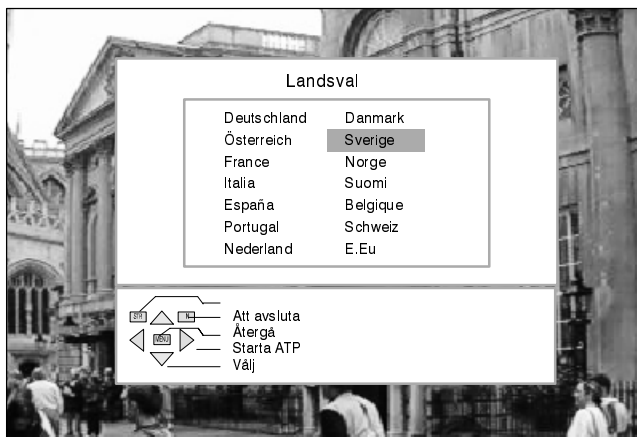 Landsval
Deutschland Danmark
Österreich Sverige
France Norge
Italia Suomi
España Belgique
Portugal Schweiz
Nederland E.Eu
STR N Att avsluta
MENU Återgå
Starta ATP
Vålj